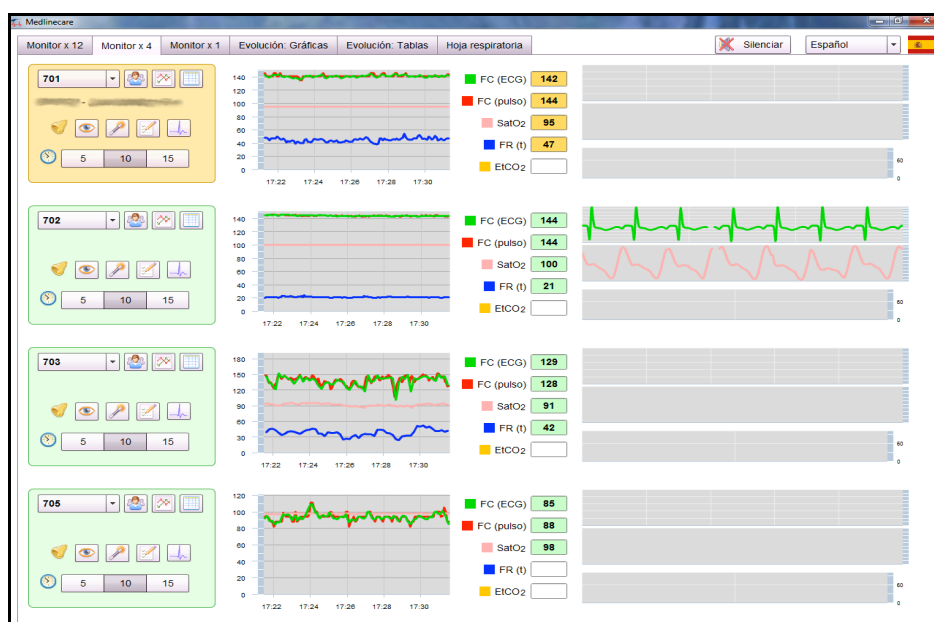 Medlinecare
Monitor x 12 Monitor x 4 Monitor x 1 Evolución: Gráficas Evolución: Tablas Hoja respiratoria Silenciar Español
701
5 10 15
140
120
100
80
60
40
20
0
17:22 17:24 17:26 17:28 17:30
FC (ECG) 142
FC (pulso) 144
SatO2 95
FR (t) 47
EtCO2
60
0
702
5 10 15
140
120
100
80
60
40
20
0
17:22 17:24 17:26 17:28 17:30
FC (ECG) 144
FC (pulso) 144
SatO2 100
FR (t) 21
EtCO2
60
0
703
5 10 15
180
150
120
90
60
30
0
17:22 17:24 17:26 17:28 17:30
FC (ECG) 129
FC (pulso) 128
SatO2 91
FR (t) 42
EtCO2
60
0
705
5 10 15
120
100
80
60
40
20
0
17:22 17:24 17:26 17:28 17:30
FC (ECG) 85
FC (pulso) 88
SatO2 98
FR (t)
EtCO2
60
0